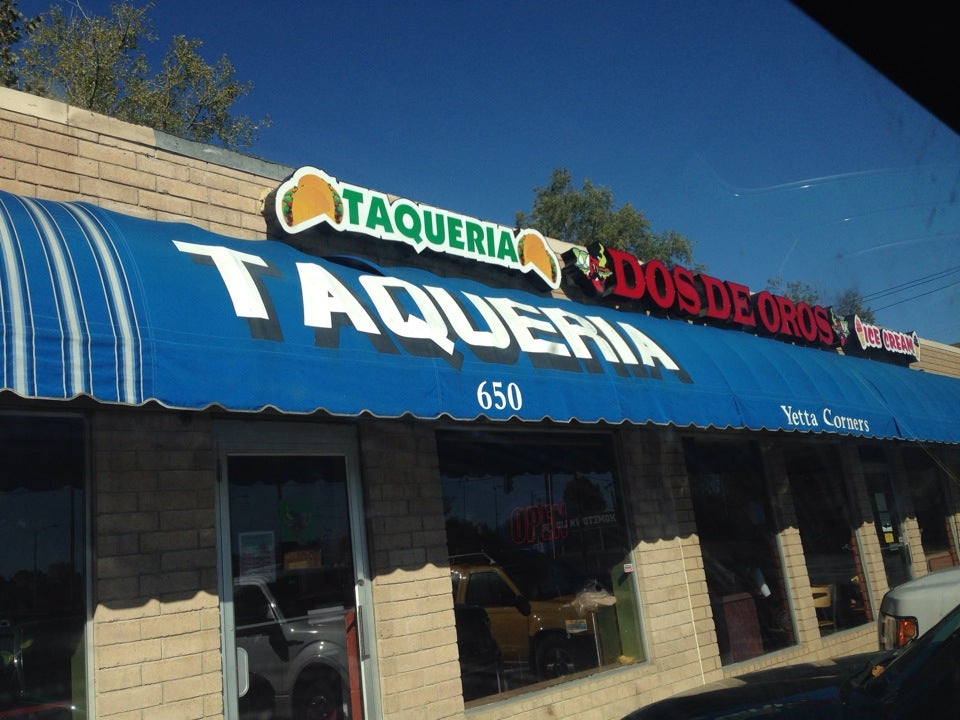 TAQUERIA
DOS DE OROS
ICE CREAM
TAQUERIA
650
Yetta Corners
OPEN